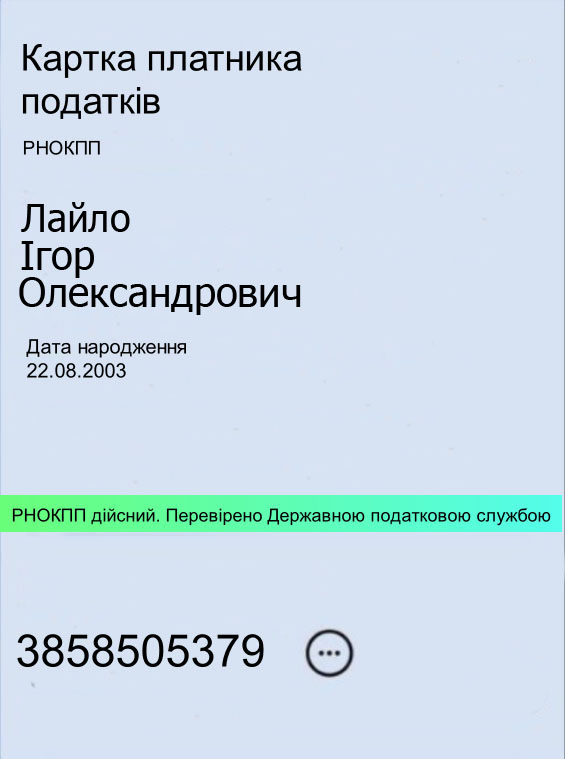 Картка платника
податків
РНОКПП
Лайло
Ігор
Олександрович
Дата народження
22.08.2003
РНОКПП дійсний. Перевірено Державною податковою службою
3858505379